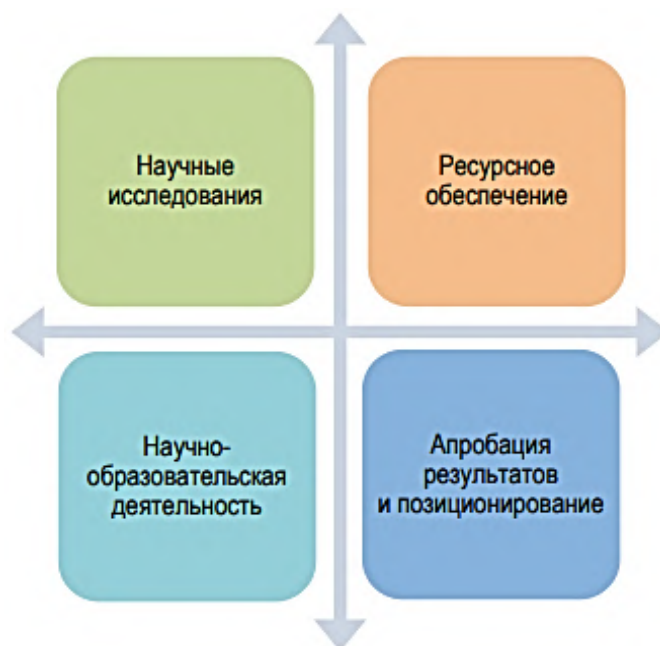 Научные
исследования
Ресурсное
обеспечение
Научно-
образовательская
деятельность
Апробация
результатов
и позиционирование